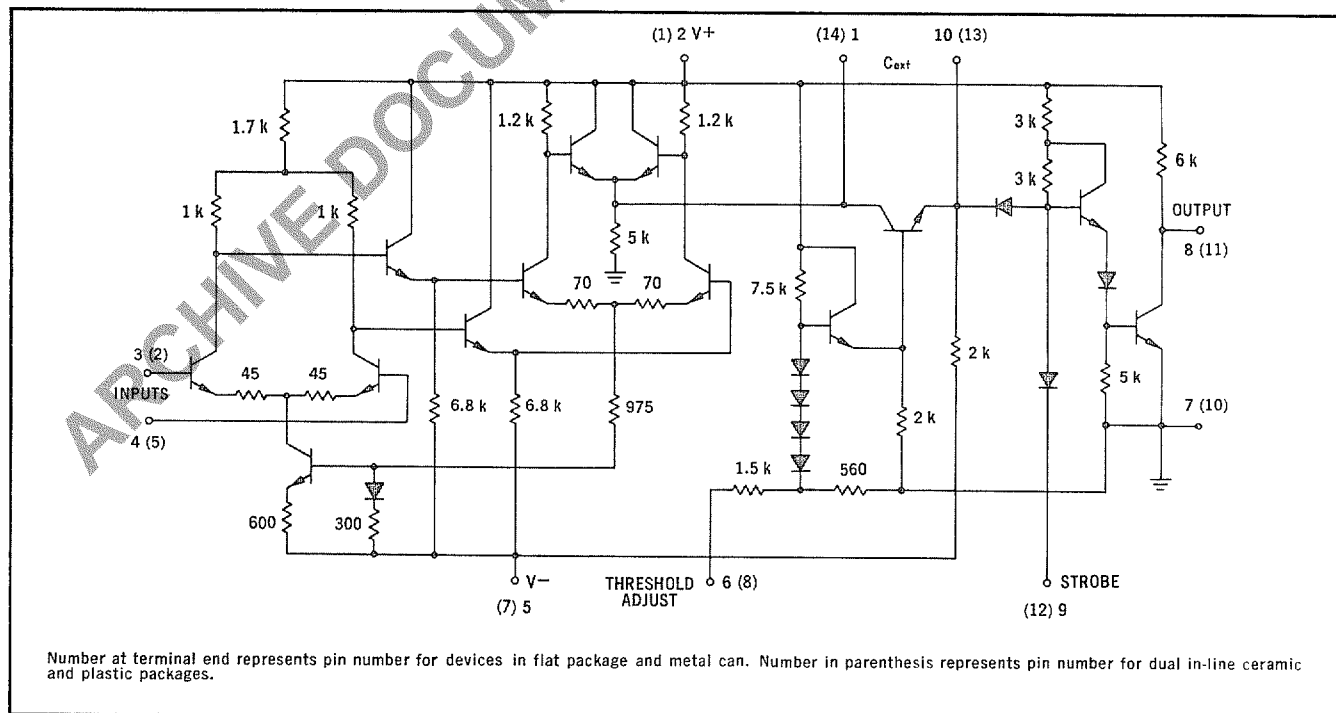 ARCHIVE DOCUM
(1) 2 V+
(14) 1
10 (13)
Cext
1.7 k
1.2 k
1.2 k
3 k
3 k
6 k
1 k
1 k
OUTPUT
8 (11)
5 k
7.5 k
70
70
2 k
3 (2)
INPUTS
45
45
4 (5)
6.8 k
6.8 k
975
2 k
5 k
7 (10)
1.5 k
560
600
300
V–
(7) 5
THRESHOLD
ADJUST
6 (8)
STROBE
(12) 9
Number at terminal end represents pin number for devices in flat package and metal can. Number in parenthesis represents pin number for dual in-line ceramic
and plastic packages.